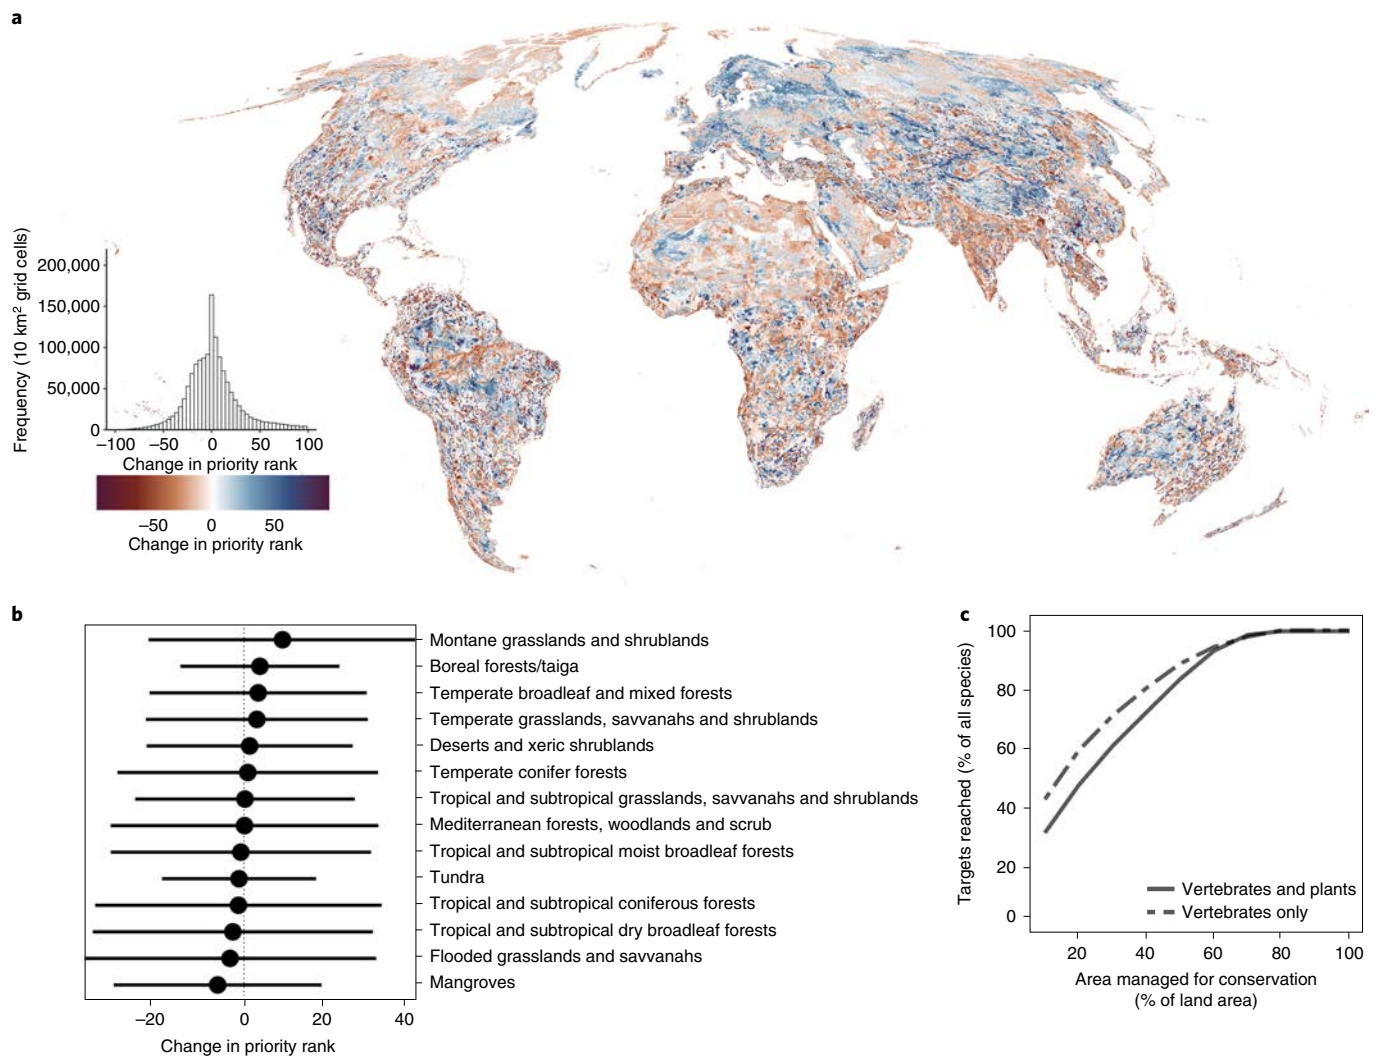 a
Frequency (10 km² grid cells)
200,000
150,000
100,000
50,000
0
–100 –50 0 50 100
Change in priority rank
–50 0 50
Change in priority rank
b
Montane grasslands and shrublands
Boreal forests/taiga
Temperate broadleaf and mixed forests
Temperate grasslands, savvanahs and shrublands
Deserts and xeric shrublands
Temperate conifer forests
Tropical and subtropical grasslands, savvanahs and shrublands
Mediterranean forests, woodlands and scrub
Tropical and subtropical moist broadleaf forests
Tundra
Tropical and subtropical coniferous forests
Tropical and subtropical dry broadleaf forests
Flooded grasslands and savvanahs
Mangroves
–20 0 20 40
Change in priority rank
c
Targets reached (% of all species)
100
80
60
40
20
0
Vertebrates and plants
Vertebrates only
20 40 60 80 100
Area managed for conservation
(% of land area)